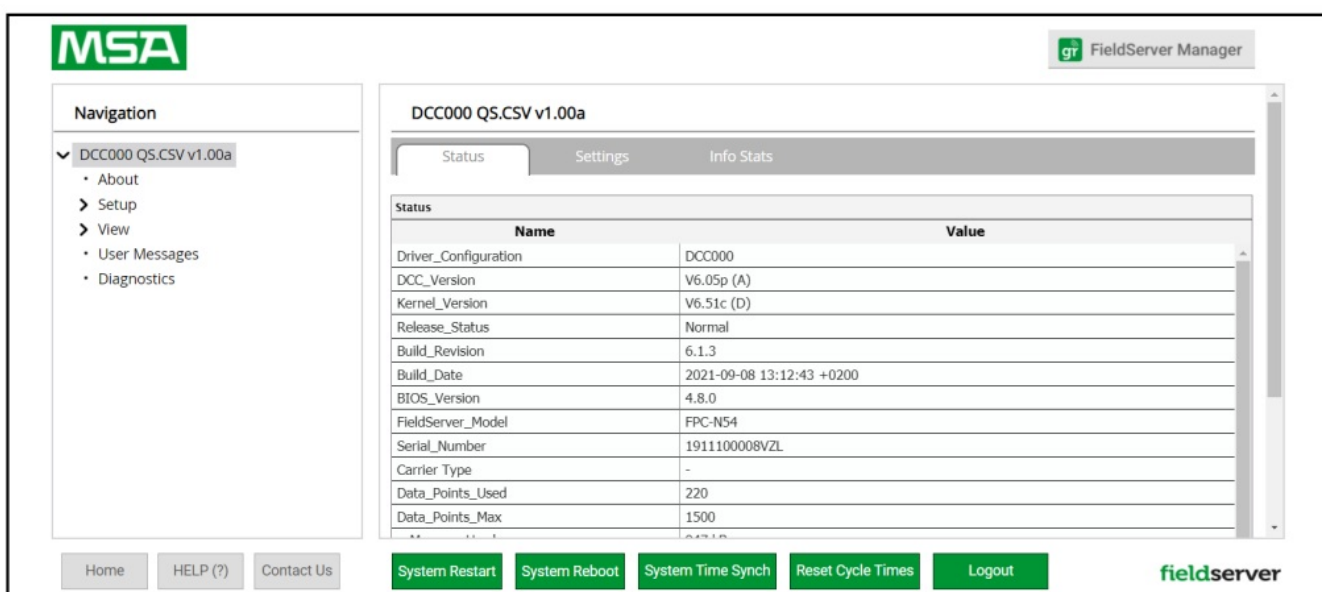 MSA
gr FieldServer Manager
Navigation
DCC000 QS.CSV v1.00a
• About
Setup
View
• User Messages
• Diagnostics
DCC000 QS.CSV v1.00a
Status Settings Info Stats
Status
Name Value
Driver_Configuration DCC000
DCC_Version V6.05p (A)
Kernel_Version V6.51c (D)
Release_Status Normal
Build_Revision 6.1.3
Build_Date 2021-09-08 13:12:43 +0200
BIOS_Version 4.8.0
FieldServer_Model FPC-N54
Serial_Number 1911100008VZL
Carrier Type -
Data_Points_Used 220
Data_Points_Max 1500
Home HELP (?) Contact Us System Restart System Reboot System Time Synch Reset Cycle Times Logout fieldserver